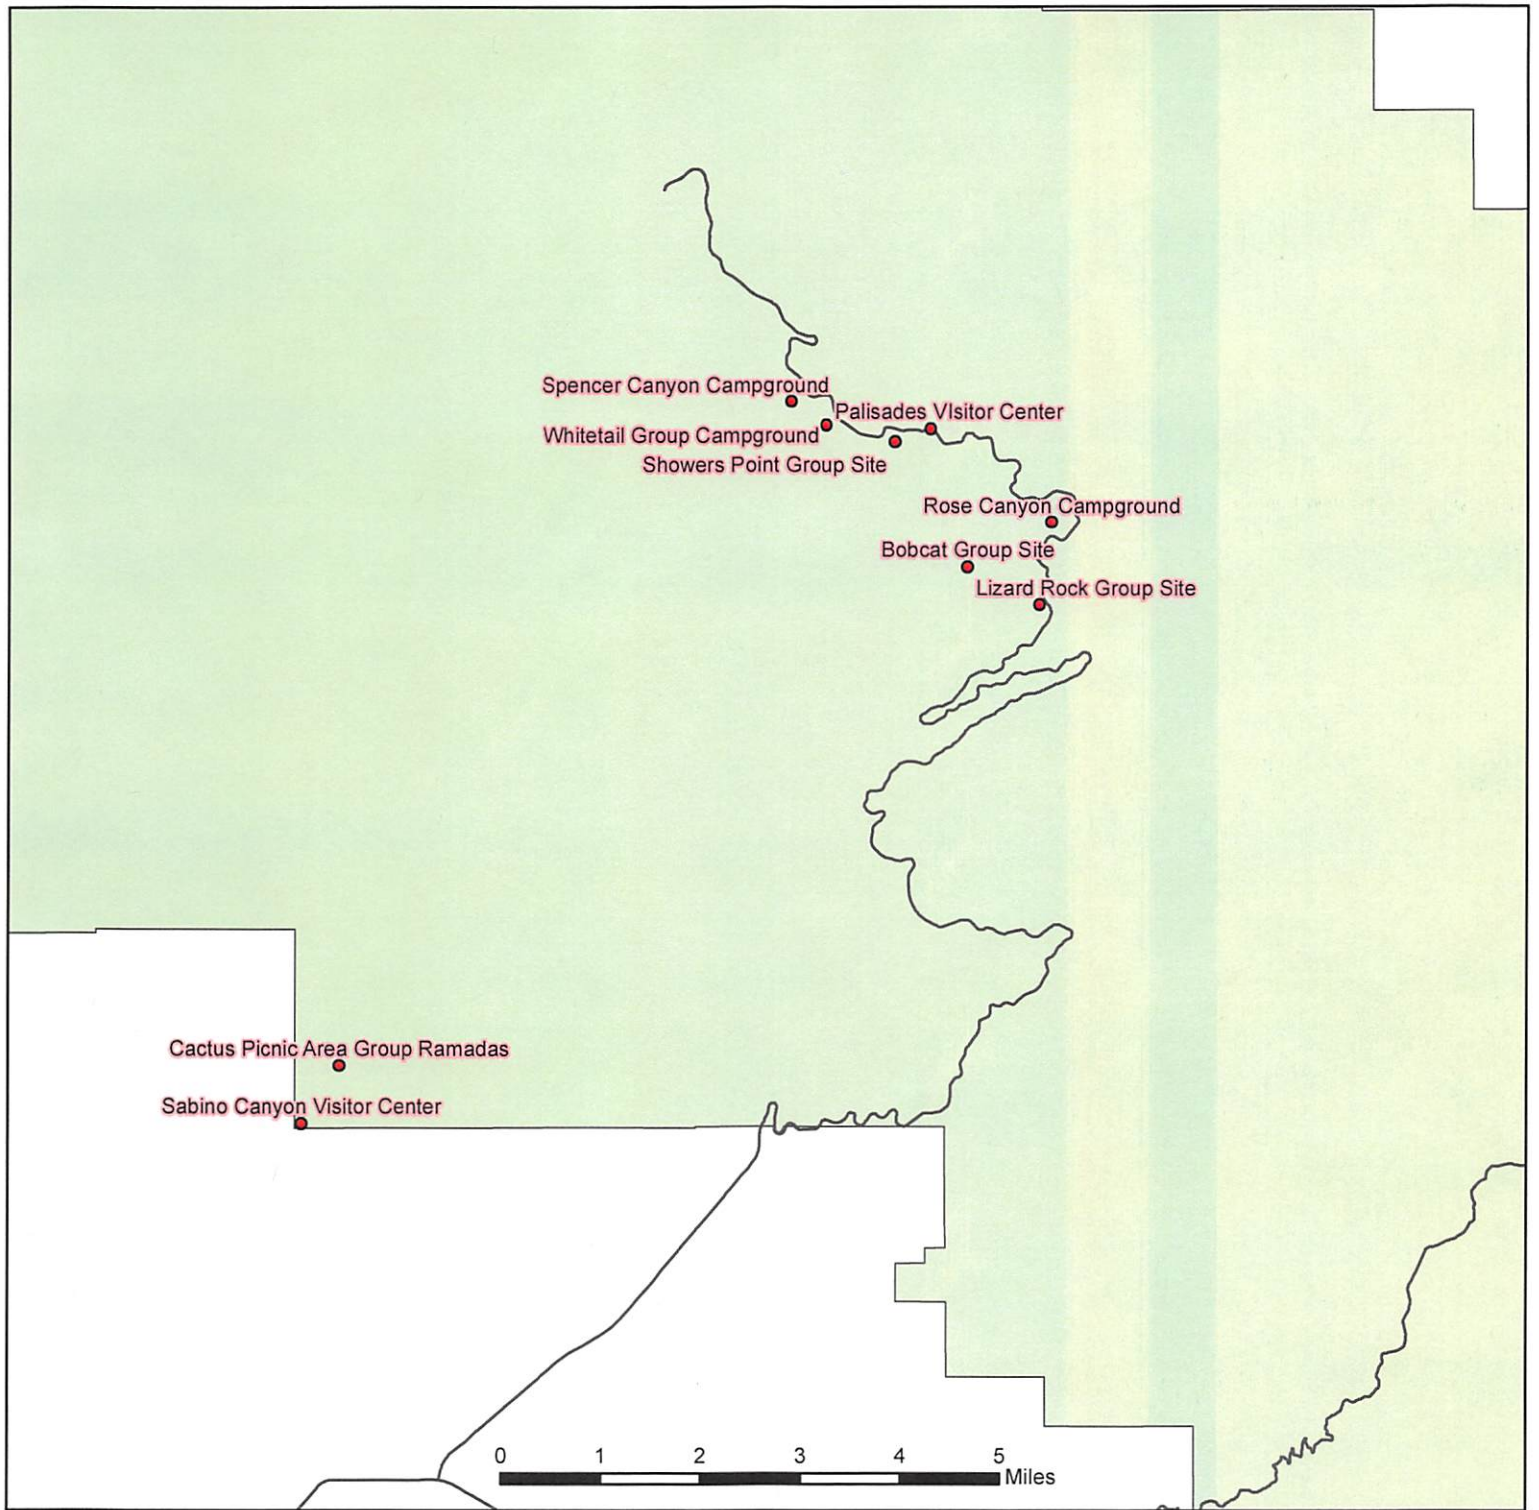 Spencer Canyon Campground
Palisades VIsitor Center
Whitetail Group Campground
Showers Point Group Site
Rose Canyon Campground
Bobcat Group Site
Lizard Rock Group Site
Cactus Picnic Area Group Ramadas
Sabino Canyon Visitor Center
0 1 2 3 4 5
Miles